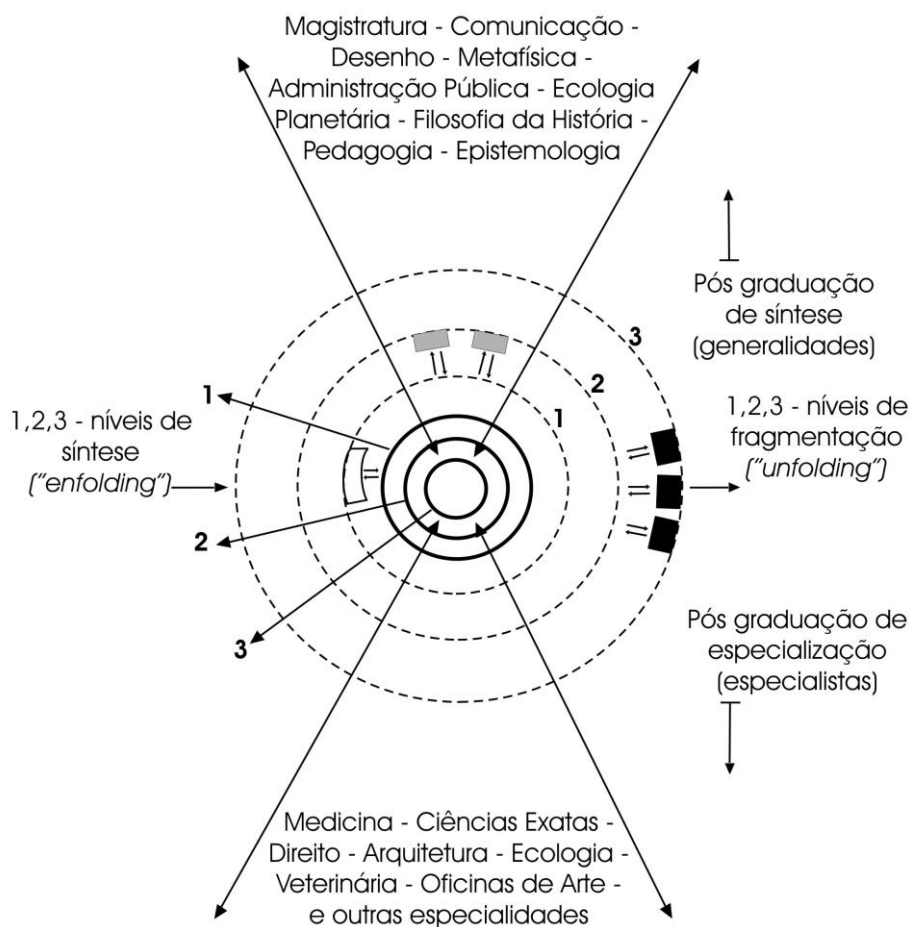 Magistratura - Comunicação -
Desenho - Metafísica -
Administração Pública - Ecologia
Planetária - Filosofia da História -
Pedagogia - Epistemologia
Pós graduação
de síntese
(generalidades)
3
2
1
1
1,2,3 - níveis de
síntese
("enfolding")
1,2,3 - níveis de
fragmentação
("unfolding")
2
3
Pós graduação de
especialização
(especialistas)
Medicina - Ciências Exatas -
Direito - Arquitetura - Ecologia -
Veterinária - Oficinas de Arte -
e outras especialidades